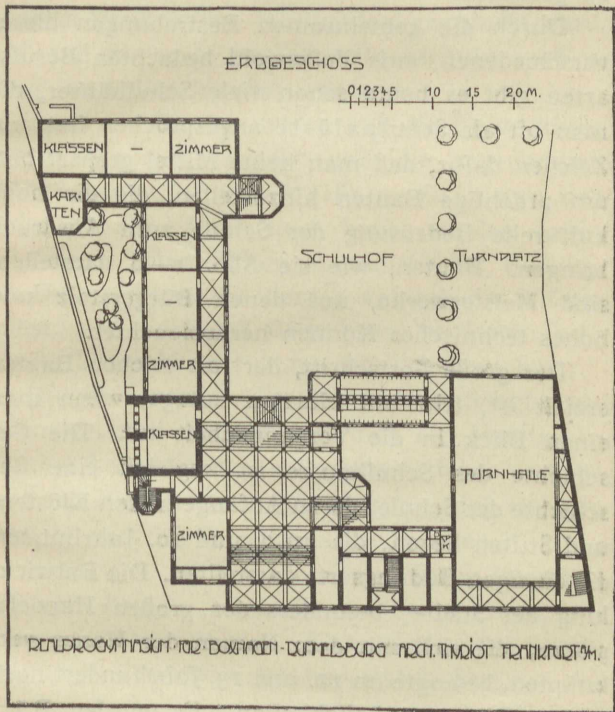 ERDGESCHOSS
012345 10 15 20 M.
KLASSEN - ZIMMER
KAR-
TEN
KLASSEN
SCHULHOF TURNPLATZ
ZIMMER
KLASSEN
TURNHALLE
ZIMMER
REALPROGYMNASIUM · FÜR · BOXHAGEN - RUMMELSBURG ARCH. THYRIOT FRANKFURT A/M.